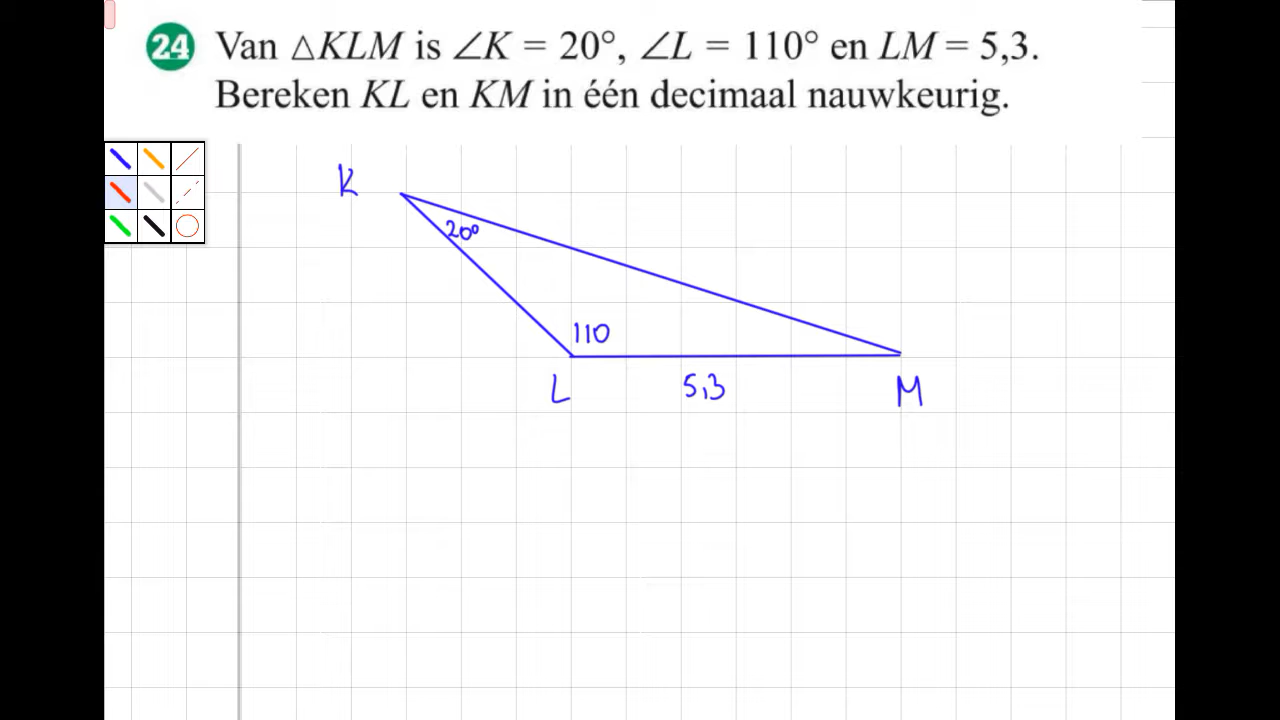 24 Van △KLM is ∠K = 20°, ∠L = 110° en LM = 5,3.
Bereken KL en KM in één decimaal nauwkeurig.
K
20°
110
L
5,3
M